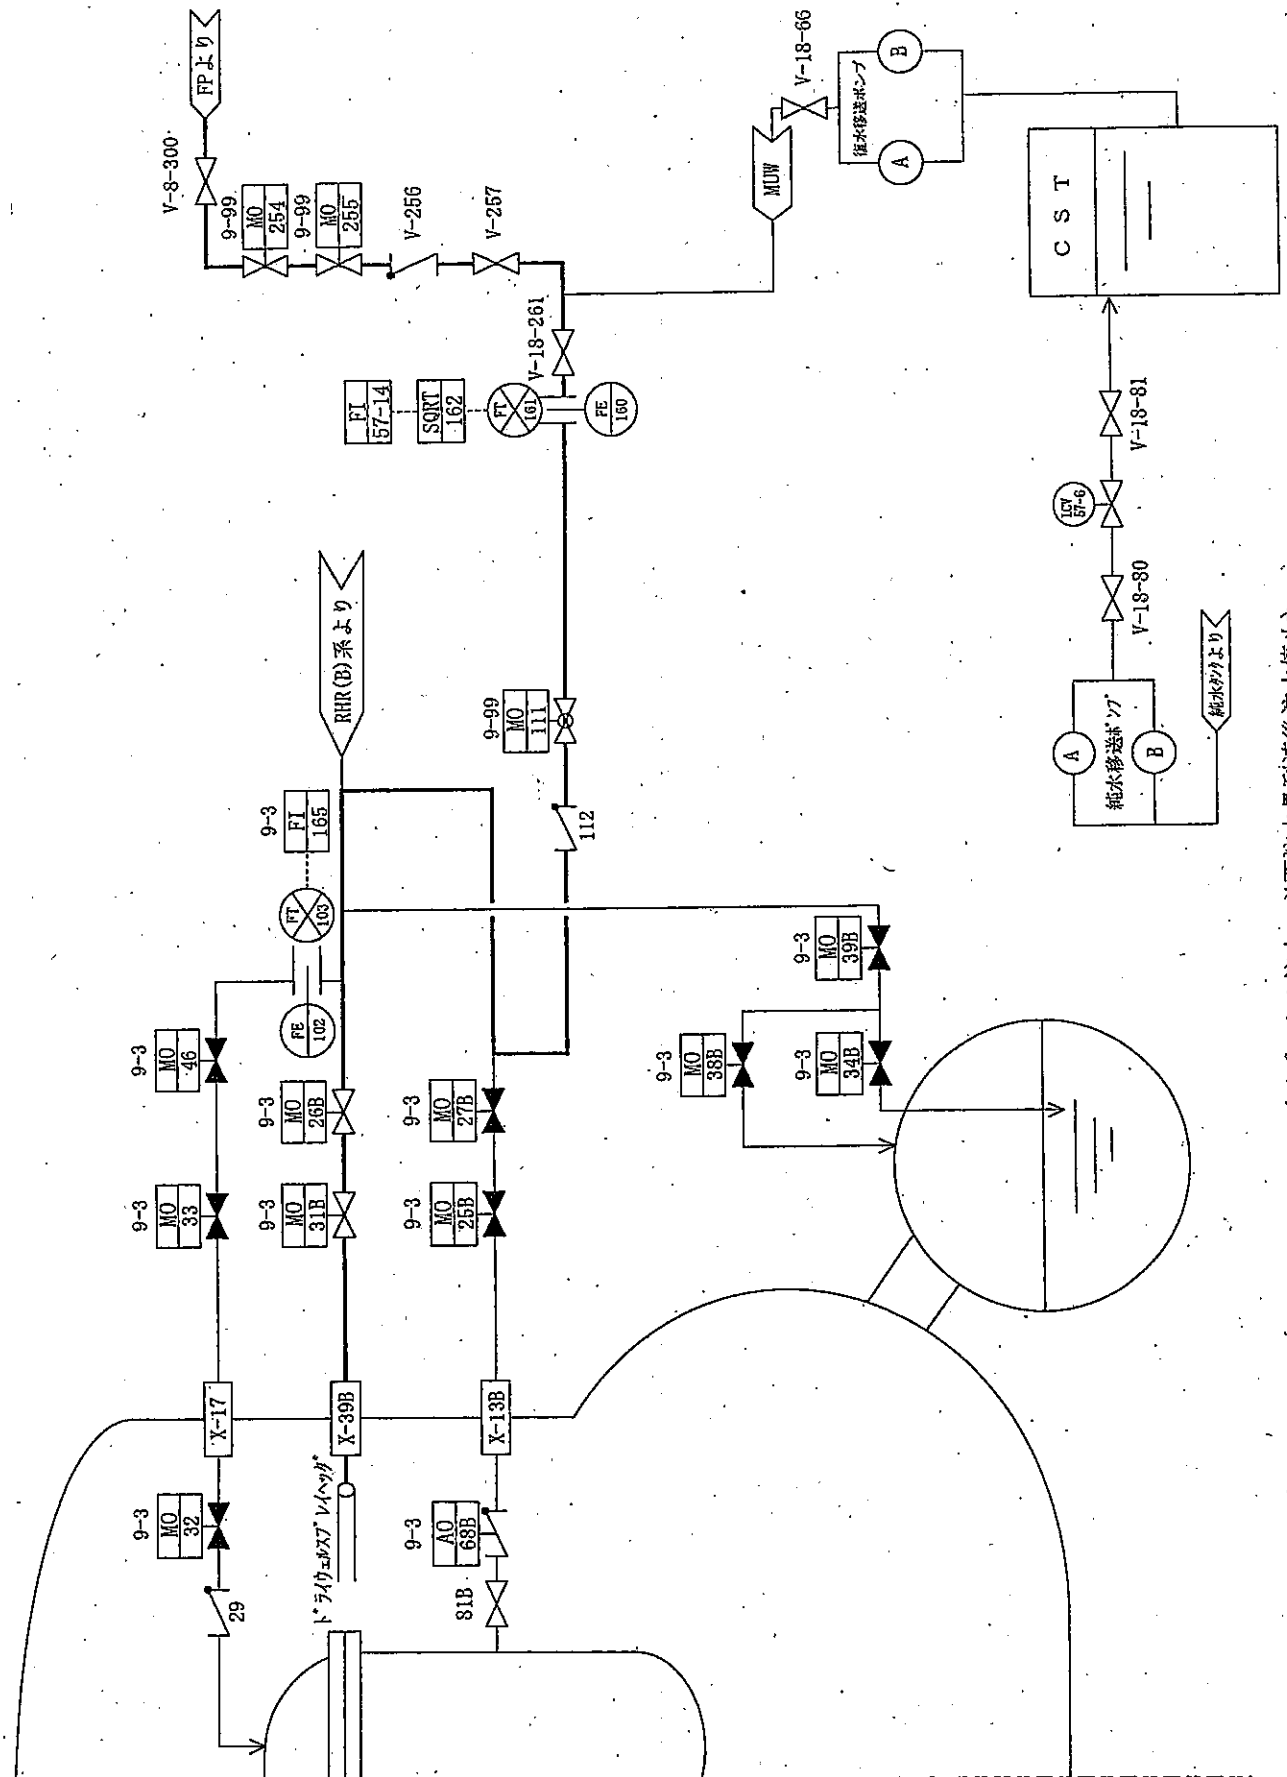 FPより
V-8-300
9-99
MO
254
9-99
MO
255
V-256
V-257
V-18-261
FI
57-14
SQRT
162
FT
161
FE
160
MUW
V-18-66
A
B
復水移送ポンプ
CST
V-18-81
LCV
57-6
V-18-80
A
B
純水移送ポンプ
純水タンクより
RHR(B)系より
9-99
MO
111
112
9-3
FI
165
FT
103
FE
102
9-3
MO
46
9-3
MO
33
9-3
MO
26B
9-3
MO
31B
9-3
MO
27B
9-3
MO
25B
9-3
MO
39B
9-3
MO
38B
9-3
MO
34B
X-17
X-39B
X-13B
9-3
MO
32
29
ドライウェルスプレイヘッダ
9-3
AO
68B
81B